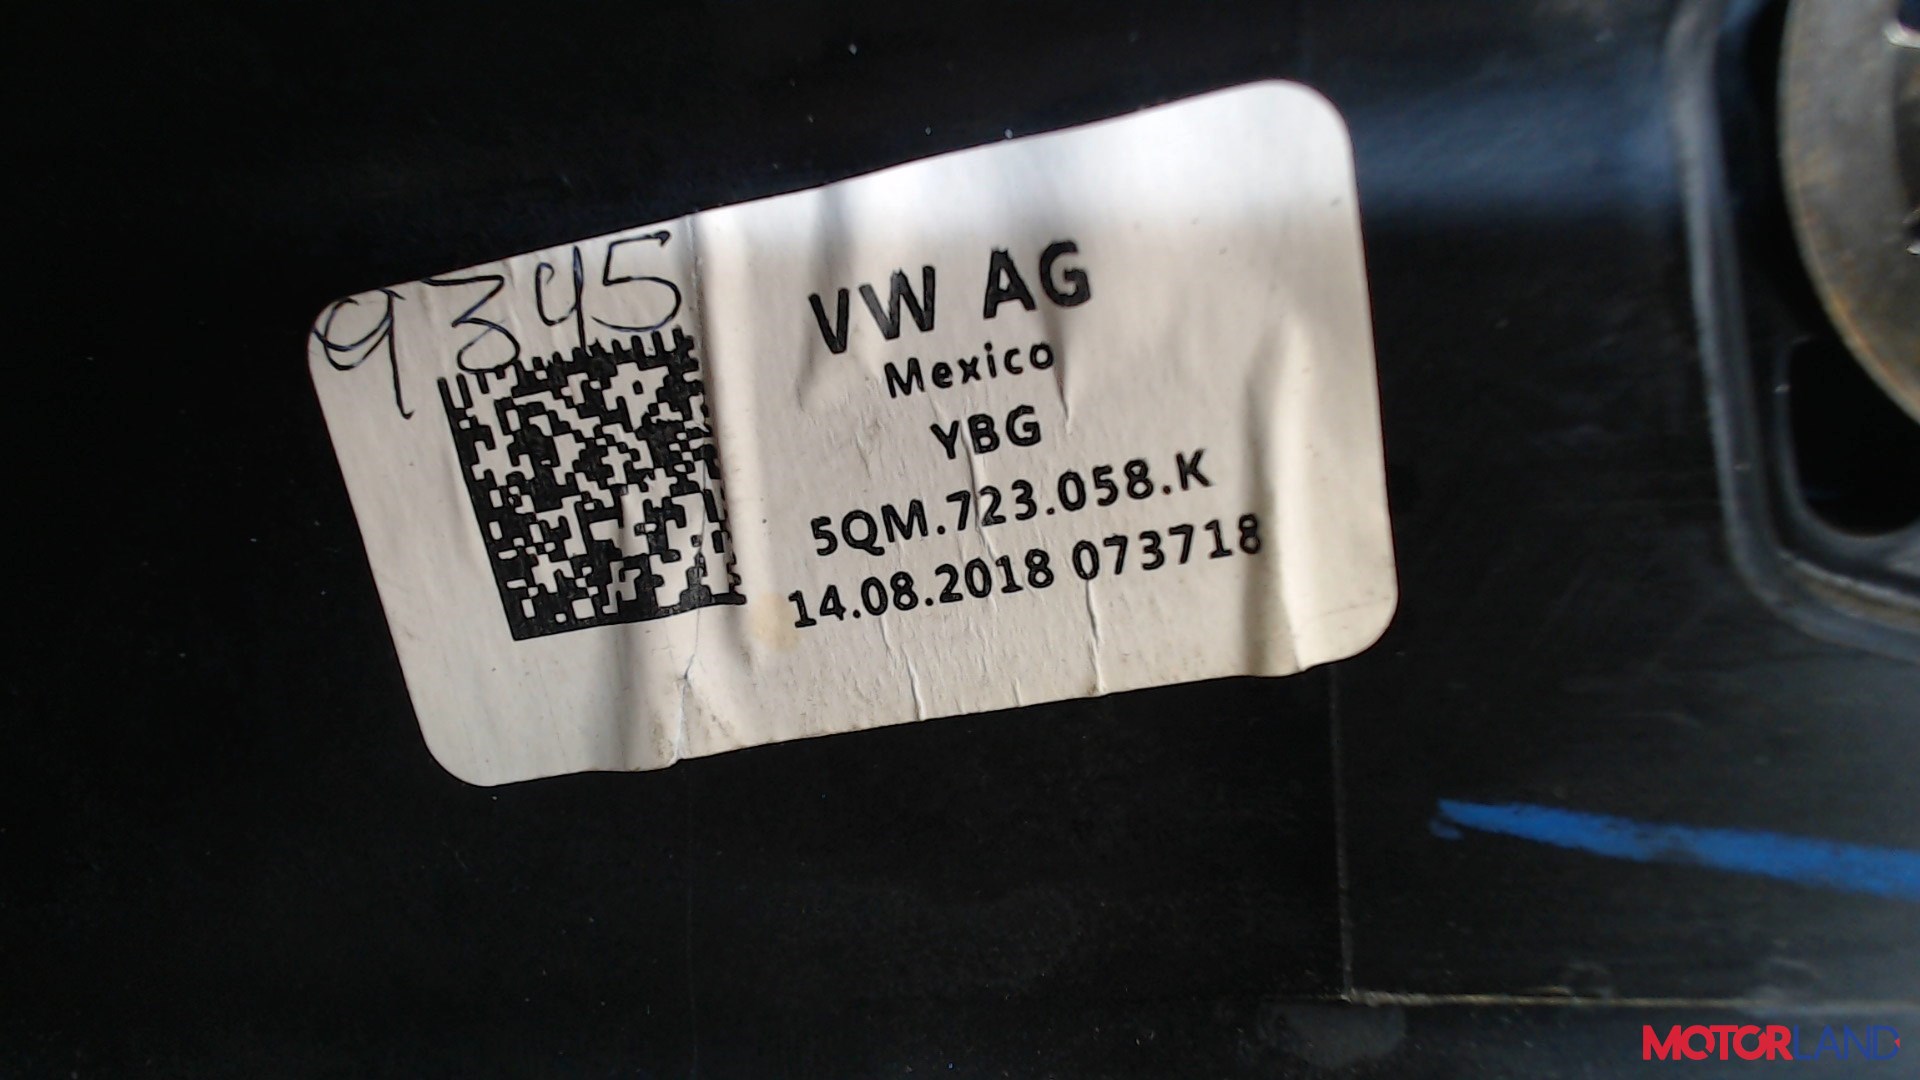 9345
VW AG
Mexico
YBG
5QM.723.058.K
14.08.2018 073718
MOTORLAND